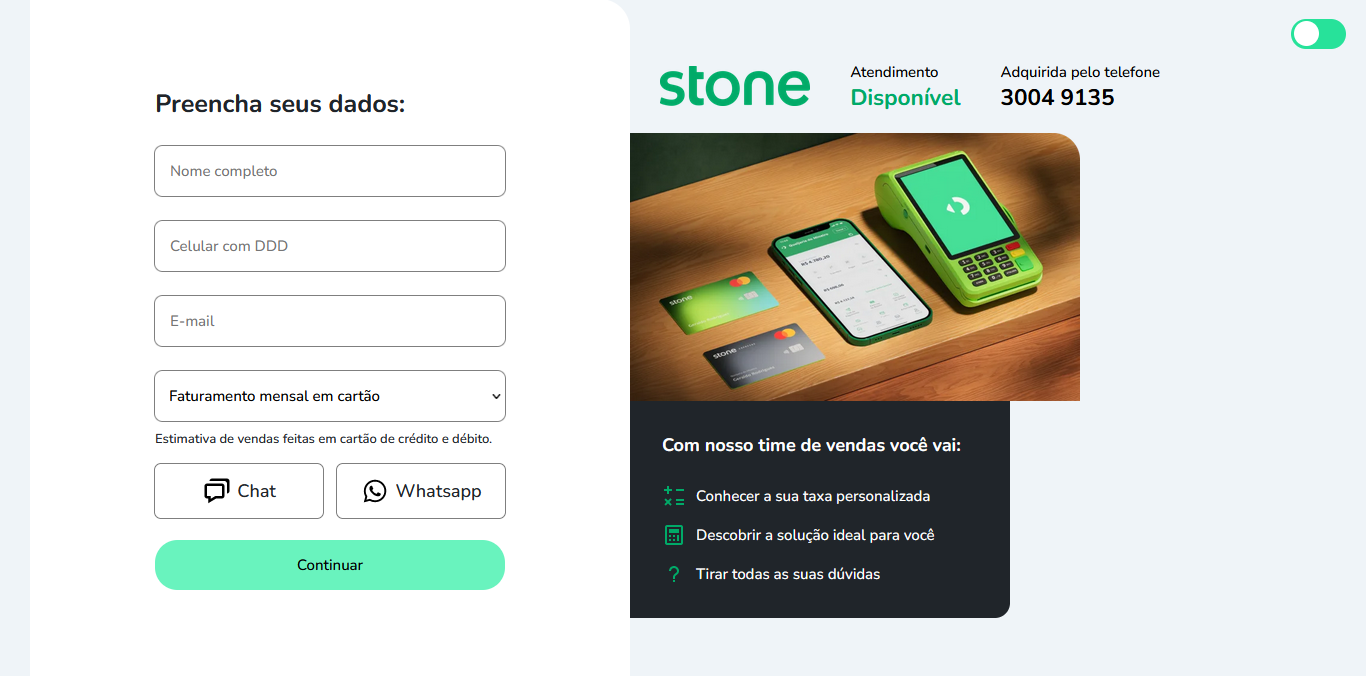 Preencha seus dados:
Nome completo
Celular com DDD
E-mail
Faturamento mensal em cartão
Estimativa de vendas feitas em cartão de crédito e débito.
Chat
Whatsapp
Continuar
stone
Atendimento
Disponível
Adquirida pelo telefone
3004 9135
stone
stone
Com nosso time de vendas você vai:
Conhecer a sua taxa personalizada
Descobrir a solução ideal para você
Tirar todas as suas dúvidas